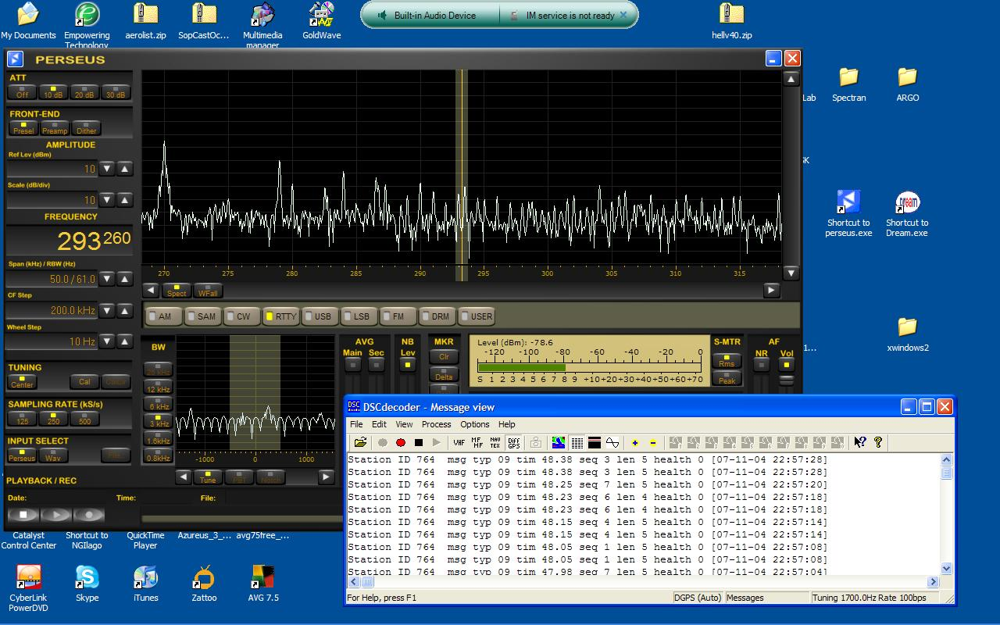 My Documents
Empowering Technology
aerolist.zip
SopCastOc...
Multimedia manager
GoldWave
Built-in Audio Device
IM service is not ready
hellv40.zip
Lab
Spectran
ARGO
SK
Shortcut to perseus.exe
Shortcut to Dream.exe
1...
xwindows2
PERSEUS
ATT
Off 10 dB 20 dB 30 dB
FRONT-END
Presel Preamp Dither
AMPLITUDE
Ref Lev (dBm)
10
Scale (dB/div)
10
FREQUENCY
293 260
Span (kHz) / RBW (Hz)
50.0 / 61.0
CF Step
200.0 kHz
Wheel Step
10 Hz
TUNING
Center Cal
SAMPLING RATE (kS/s)
125 250 500
INPUT SELECT
Perseus Wav
PLAYBACK / REC
Date: Time: File:
270 275 280 285 290 295 300 305 310 315
Spect WFall
AM SAM CW RTTY USB LSB FM DRM USER
BW
12 kHz
6 kHz
3 kHz
1.6kHz
0.8kHz
-1000 0 1000
Tune Notch
AVG
Main Sec
NB
Lev
MKR
Clr
Delta
Level (dBm): -78.6
-120 -100 -80 -60 -40 -20 0
S 1 2 3 4 5 6 7 8 9 +10+20+30+40+50+60+70
S-MTR
Rms
Peak
AF
NR Vol
DSCdecoder - Message view
File Edit View Process Options Help
VHF MF HF NAV TEX Diff GPS
Station ID 764 msg typ 09 tim 48.38 seq 3 len 5 health 0 [07-11-04 22:57:28]
Station ID 764 msg typ 09 tim 48.38 seq 3 len 5 health 0 [07-11-04 22:57:28]
Station ID 764 msg typ 09 tim 48.25 seq 7 len 5 health 0 [07-11-04 22:57:20]
Station ID 764 msg typ 09 tim 48.23 seq 6 len 4 health 0 [07-11-04 22:57:18]
Station ID 764 msg typ 09 tim 48.23 seq 6 len 4 health 0 [07-11-04 22:57:18]
Station ID 764 msg typ 09 tim 48.15 seq 4 len 5 health 0 [07-11-04 22:57:14]
Station ID 764 msg typ 09 tim 48.15 seq 4 len 5 health 0 [07-11-04 22:57:14]
Station ID 764 msg typ 09 tim 48.05 seq 1 len 5 health 0 [07-11-04 22:57:08]
Station ID 764 msg typ 09 tim 48.05 seq 1 len 5 health 0 [07-11-04 22:57:08]
Station ID 764 msg typ 09 tim 47.98 seq 7 len 5 health 0 [07-11-04 22:57:04]
For Help, press F1
DGPS (Auto) Messages Tuning 1700.0Hz Rate 100bps
Catalyst Control Center
Shortcut to NGIlago
QuickTime Player
Azureus_3_...
avg75free_...
CyberLink PowerDVD
Skype
iTunes
Zattoo
AVG 7.5